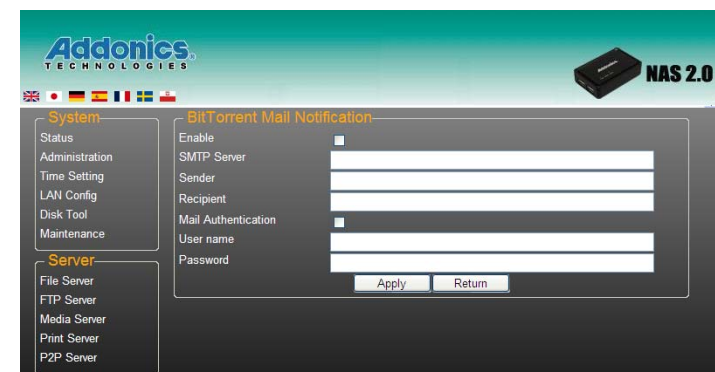 Addonics
TECHNOLOGIES
NAS 2.0
System
Status
Administration
Time Setting
LAN Config
Disk Tool
Maintenance
Server
File Server
FTP Server
Media Server
Print Server
P2P Server
BitTorrent Mail Notification
Enable
SMTP Server
Sender
Recipient
Mail Authentication
User name
Password
Apply Return